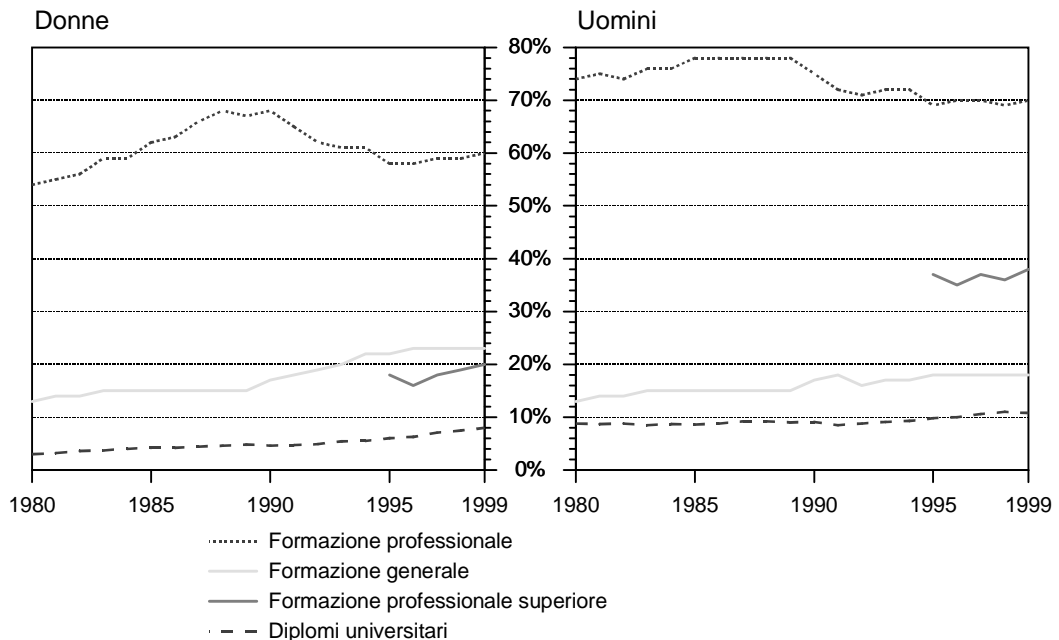 Donne
Uomini
80%
70%
60%
50%
40%
30%
20%
10%
0%
1980 1985 1990 1995 1999
1980 1985 1990 1995 1999
Formazione professionale
Formazione generale
Formazione professionale superiore
Diplomi universitari